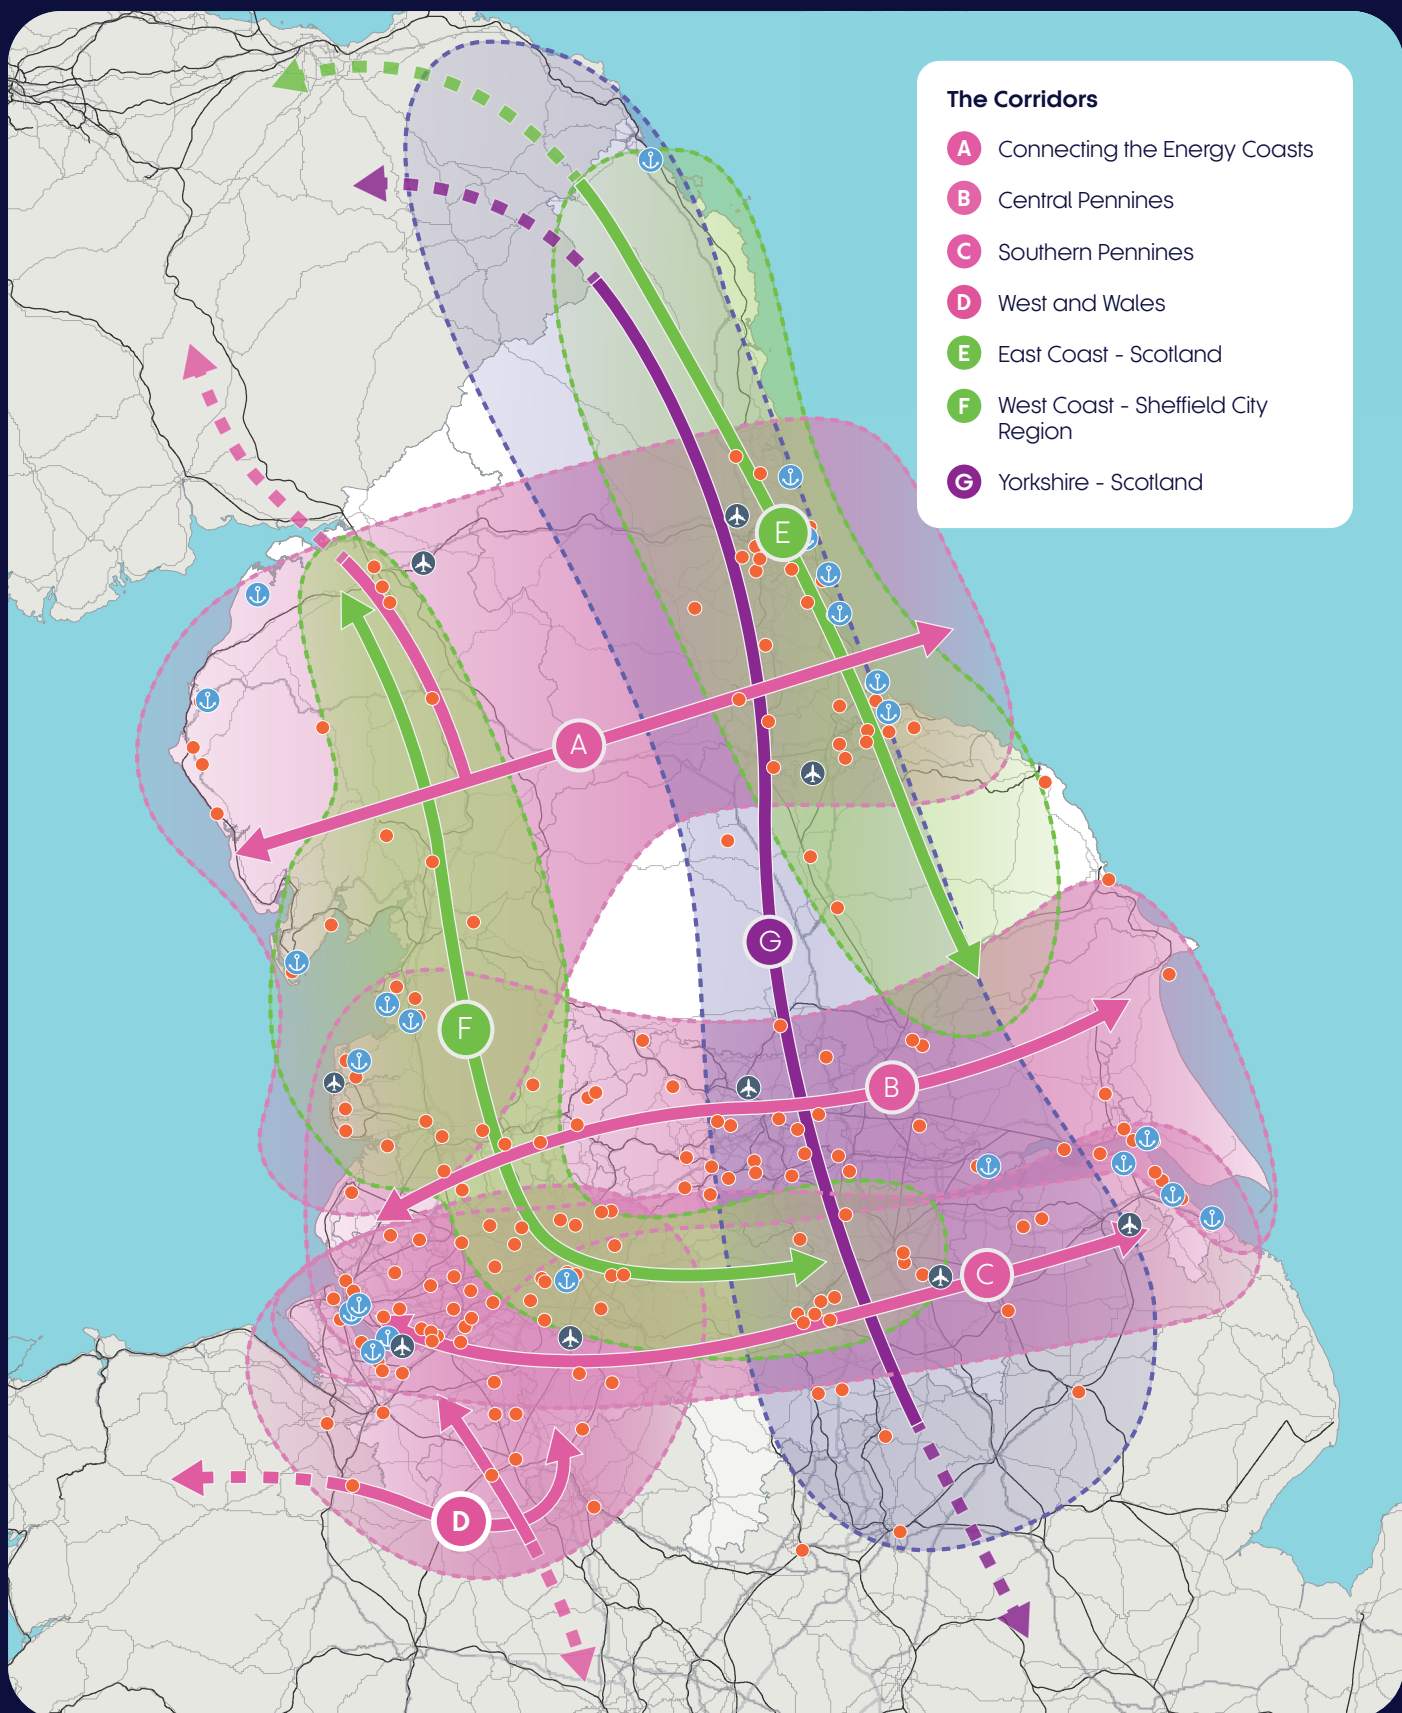 The Corridors
A Connecting the Energy Coasts
B Central Pennines
C Southern Pennines
D West and Wales
E East Coast - Scotland
F West Coast - Sheffield City
Region
G Yorkshire - Scotland
E
A
G
F
B
C
D